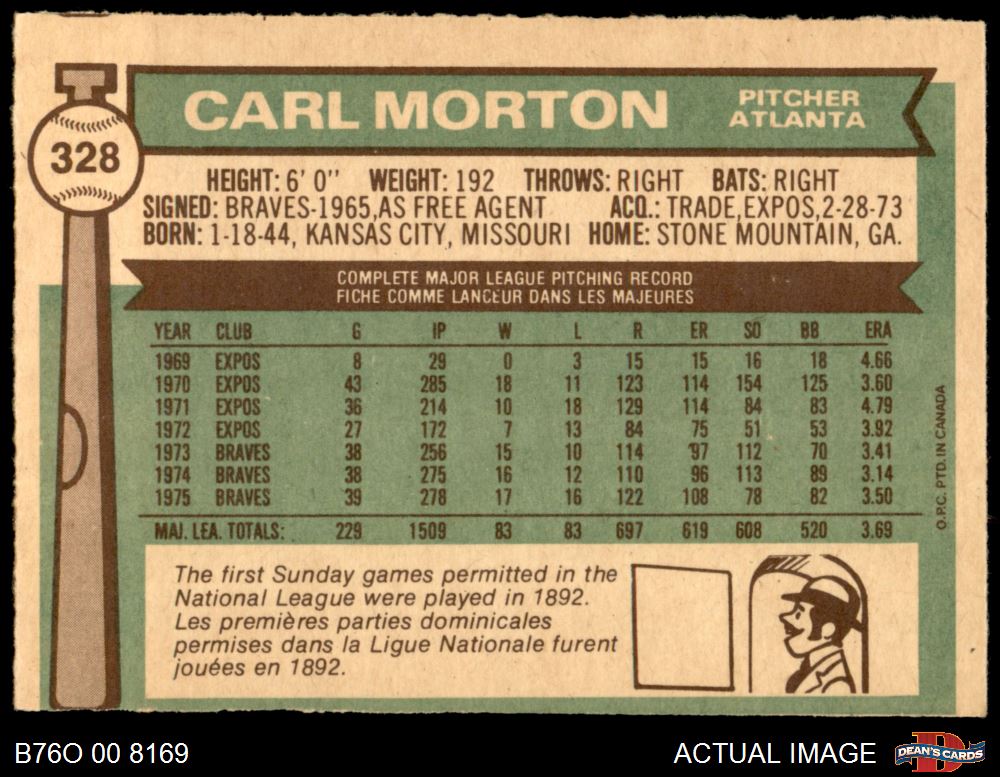 CARL MORTON
PITCHER
ATLANTA
328
HEIGHT: 6' 0'' WEIGHT: 192 THROWS: RIGHT BATS: RIGHT
SIGNED: BRAVES-1965,AS FREE AGENT ACQ.: TRADE,EXPOS,2-28-73
BORN: 1-18-44, KANSAS CITY, MISSOURI HOME: STONE MOUNTAIN, GA.
COMPLETE MAJOR LEAGUE PITCHING RECORD
FICHE COMME LANCEUR DANS LES MAJEURES
YEAR CLUB G IP W L R ER SO BB ERA
1969 EXPOS 8 29 0 3 15 15 16 18 4.66
1970 EXPOS 43 285 18 11 123 114 154 125 3.60
1971 EXPOS 36 214 10 18 129 114 84 83 4.79
1972 EXPOS 27 172 7 13 84 75 51 53 3.92
1973 BRAVES 38 256 15 10 114 97 112 70 3.41
1974 BRAVES 38 275 16 12 110 96 113 89 3.14
1975 BRAVES 39 278 17 16 122 108 78 82 3.50
MAJ. LEA. TOTALS: 229 1509 83 83 697 619 608 520 3.69
O.P.C. PTD. IN CANADA
The first Sunday games permitted in the
National League were played in 1892.
Les premières parties dominicales
permises dans la Ligue Nationale furent
jouées en 1892.
B76O 00 8169
ACTUAL IMAGE
DEAN'S CARDS